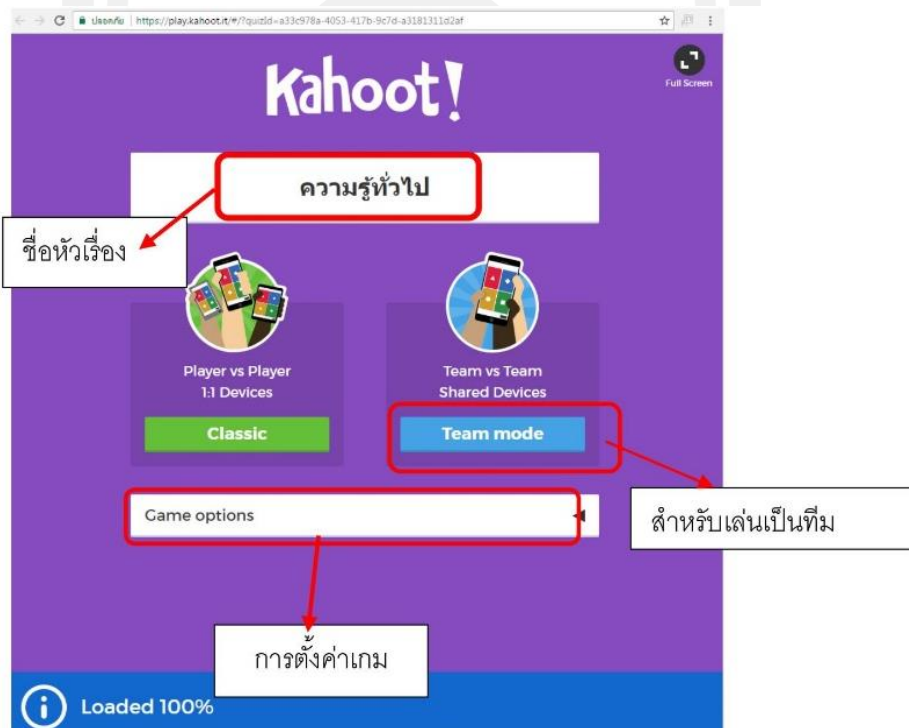 ปลอดภัย | https://play.kahoot.it/#/?quizId=a33c978a-4053-417b-9c7d-a3181311d2af
Kahoot!
Full Screen
ความรู้ทั่วไป
ชื่อหัวเรื่อง
Player vs Player
1:1 Devices
Classic
Team vs Team
Shared Devices
Team mode
Game options
สำหรับเล่นเป็นทีม
การตั้งค่าเกม
Loaded 100%